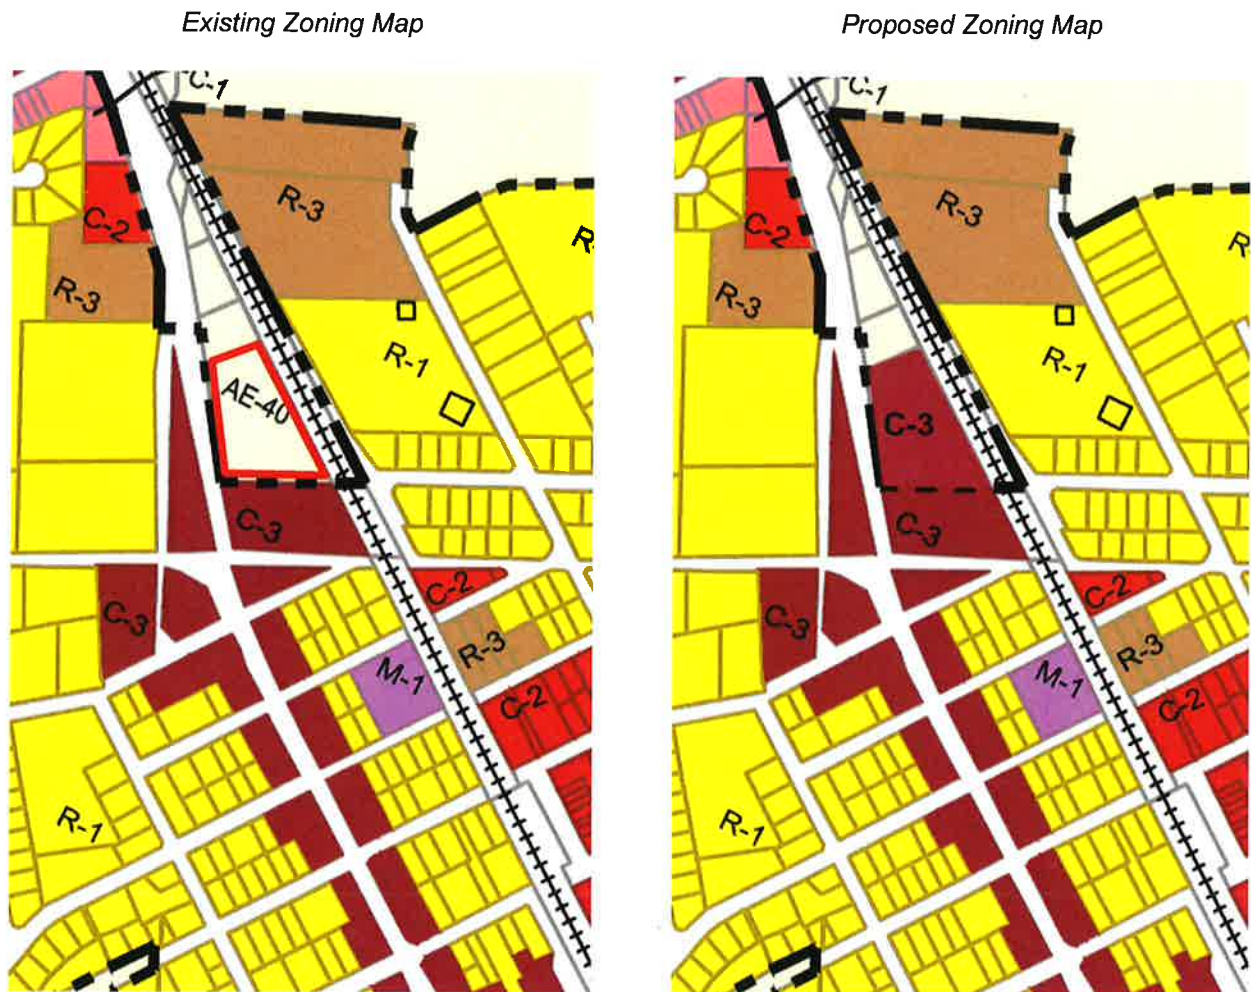 Existing Zoning Map
Proposed Zoning Map
C-1
R-3
C-2
R-3
R-1
AE-40
C-3
C-2
C-3
R-3
M-1
C-2
R-1
C-1
R-3
C-2
R-3
R-1
C-3
C-3
C-2
C-3
R-3
M-1
C-2
R-1